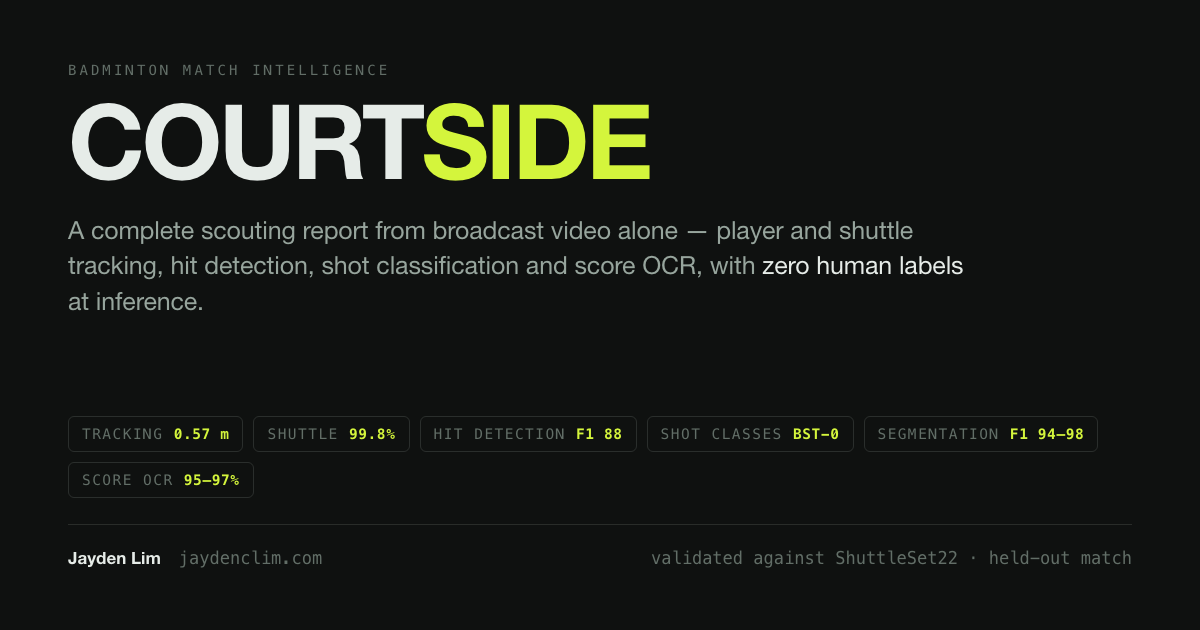 BADMINTON MATCH INTELLIGENCE
COURTSIDE
A complete scouting report from broadcast video alone — player and shuttle
tracking, hit detection, shot classification and score OCR, with zero human labels
at inference.
TRACKING 0.57 m SHUTTLE 99.8% HIT DETECTION F1 88 SHOT CLASSES BST-0 SEGMENTATION F1 94–98
SCORE OCR 95–97%
Jayden Lim jaydenclim.com validated against ShuttleSet22 · held-out match